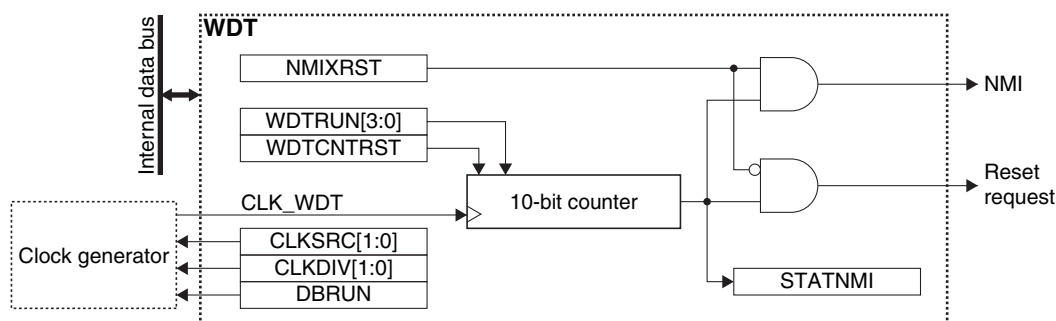 Internal data bus
WDT
NMIXRST
NMI
WDTRUN[3:0]
WDTCNTRST
Reset
request
CLK_WDT
10-bit counter
Clock generator
CLKSRC[1:0]
CLKDIV[1:0]
DBRUN
STATNMI